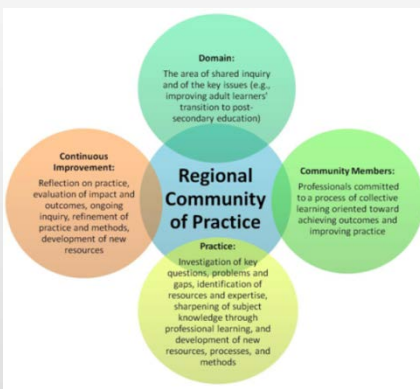 Domain:
The area of shared inquiry
and of the key issues (e.g.,
improving adult learners'
transition to post-
secondary education)
Continuous
Improvement:
Reflection on practice,
evaluation of impact and
outcomes, ongoing
inquiry, refinement of
practice and methods,
development of new
resources
Regional
Community
of Practice
Community Members:
Professionals committed
to a process of collective
learning oriented toward
achieving outcomes and
improving practice
Practice:
Investigation of key
questions, problems and
gaps, identification of
resources and expertise,
sharpening of subject
knowledge through
professional learning, and
development of new
resources, processes, and
methods